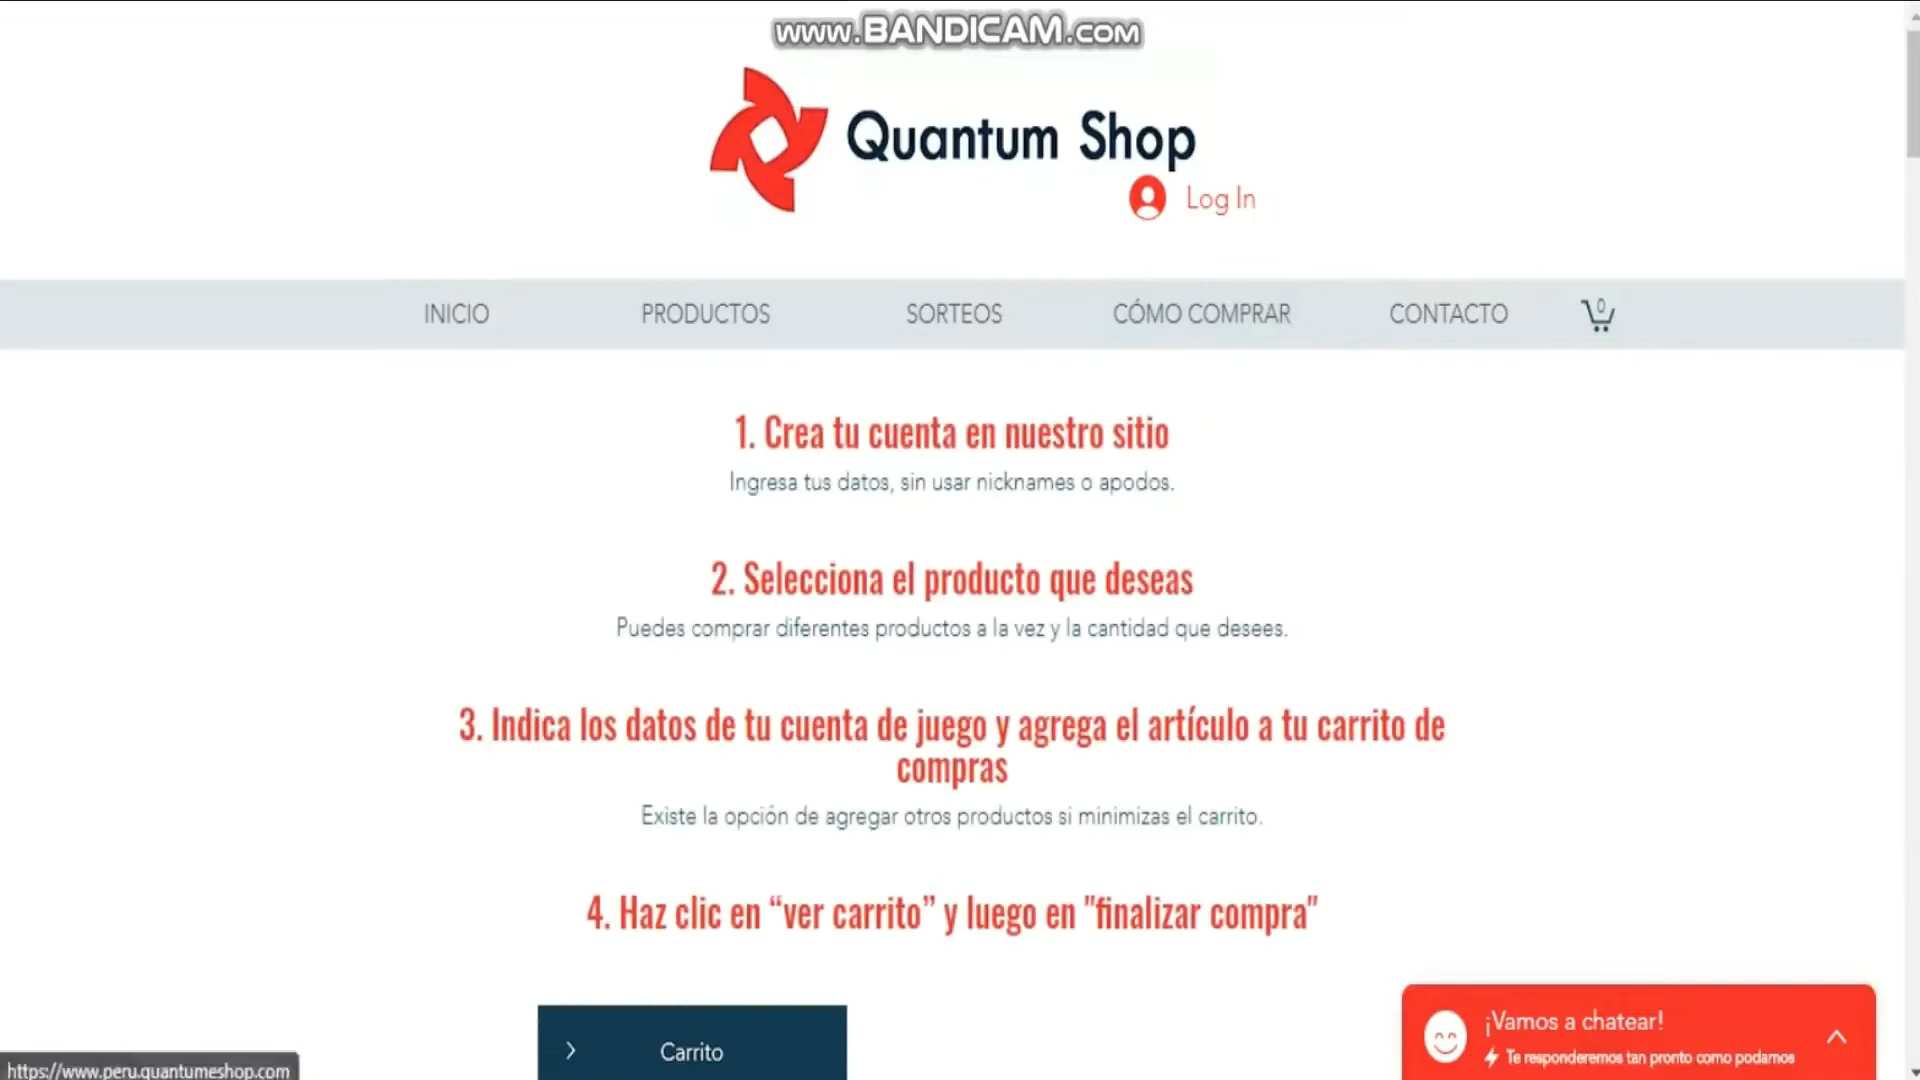 www.BANDICAM.com
Quantum Shop
Log In
INICIO
PRODUCTOS
SORTEOS
CÓMO COMPRAR
CONTACTO
0
1. Crea tu cuenta en nuestro sitio
Ingresa tus datos, sin usar nicknames o apodos.
2. Selecciona el producto que deseas
Puedes comprar diferentes productos a la vez y la cantidad que desees.
3. Indica los datos de tu cuenta de juego y agrega el artículo a tu carrito de
compras
Existe la opción de agregar otros productos si minimizas el carrito.
4. Haz clic en “ver carrito” y luego en "finalizar compra"
Carrito
¡Vamos a chatear!
Te responderemos tan pronto como podamos
https://www.peru.quantumeshop.com